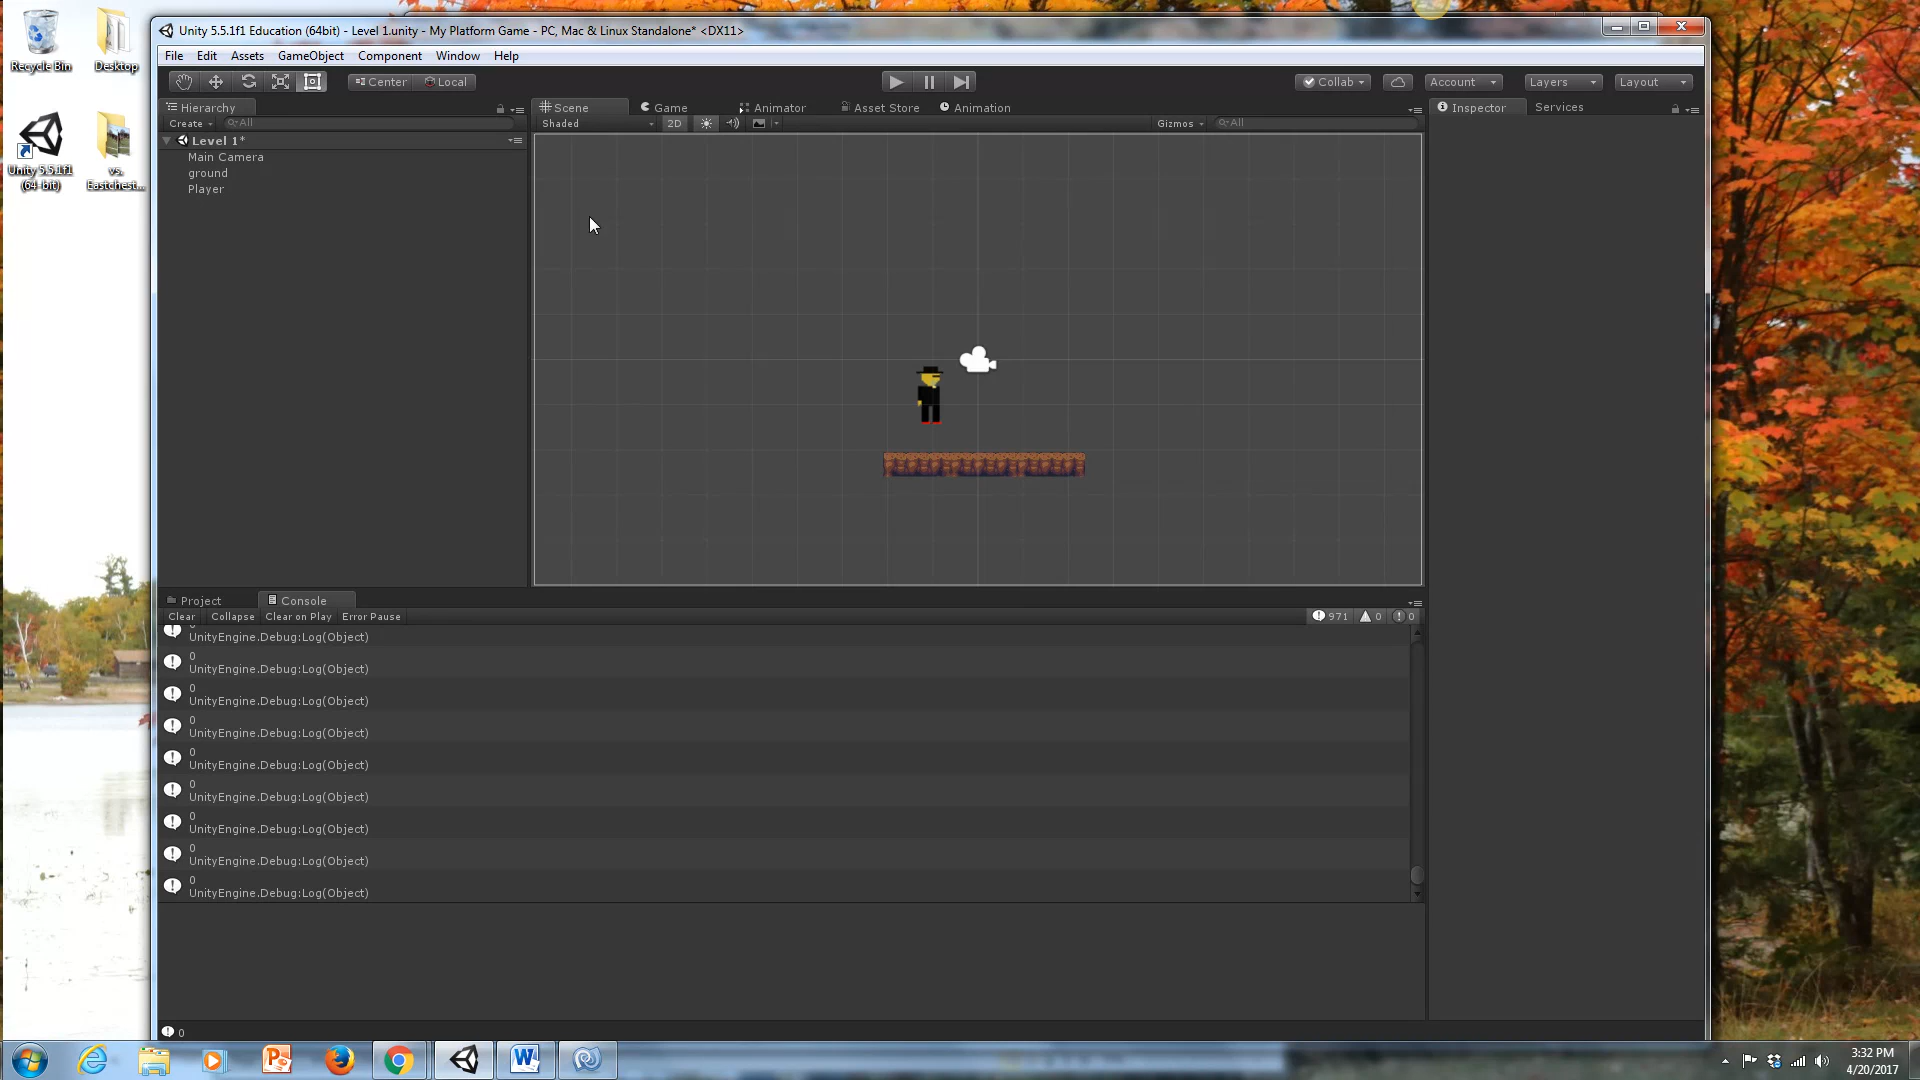 Recycle Bin
Desktop
Unity 5.5.1f1
(64-bit)
vs.
Eastchest...
Unity 5.5.1f1 Education (64bit) - Level 1.unity - My Platform Game - PC, Mac & Linux Standalone* <DX11>
File Edit Assets GameObject Component Window Help
Center Local
Collab Account Layers Layout
Hierarchy
Create All
Level 1*
Main Camera
ground
Player
Scene Game Animator Asset Store Animation
Shaded 2D Gizmos All
Inspector Services
Project Console
Clear Collapse Clear on Play Error Pause 971 0 0
UnityEngine.Debug:Log(Object)
0
UnityEngine.Debug:Log(Object)
0
UnityEngine.Debug:Log(Object)
0
UnityEngine.Debug:Log(Object)
0
UnityEngine.Debug:Log(Object)
0
UnityEngine.Debug:Log(Object)
0
UnityEngine.Debug:Log(Object)
0
UnityEngine.Debug:Log(Object)
0
UnityEngine.Debug:Log(Object)
0
3:32 PM
4/20/2017